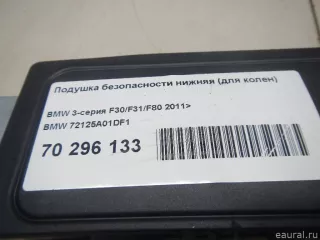 Подушка безопасности нижняя (для колен)
BMW 3-серия F30/F31/F80 2011>
BMW 72125A01DF1
70 296 133
eaural.ru